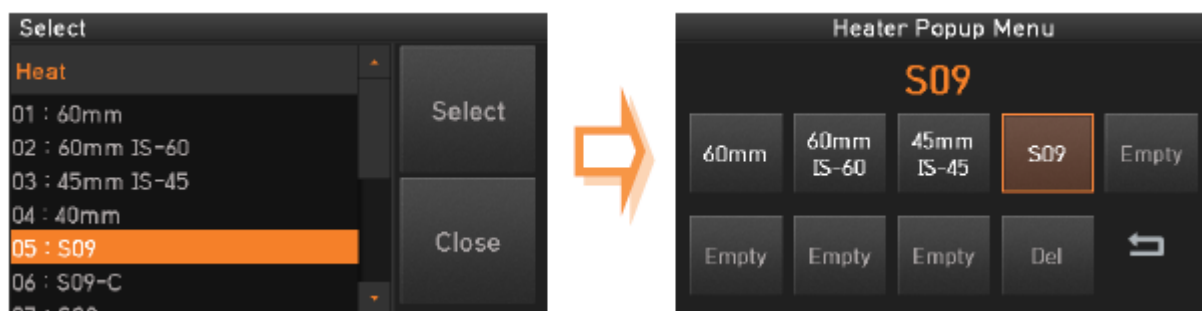 Select
Heat
01 : 60mm
02 : 60mm IS-60
03 : 45mm IS-45
04 : 40mm
05 : S09
06 : S09-C
Select
Close
Heater Popup Menu
S09
60mm
60mm
IS-60
45mm
IS-45
S09
Empty
Empty
Empty
Empty
Del